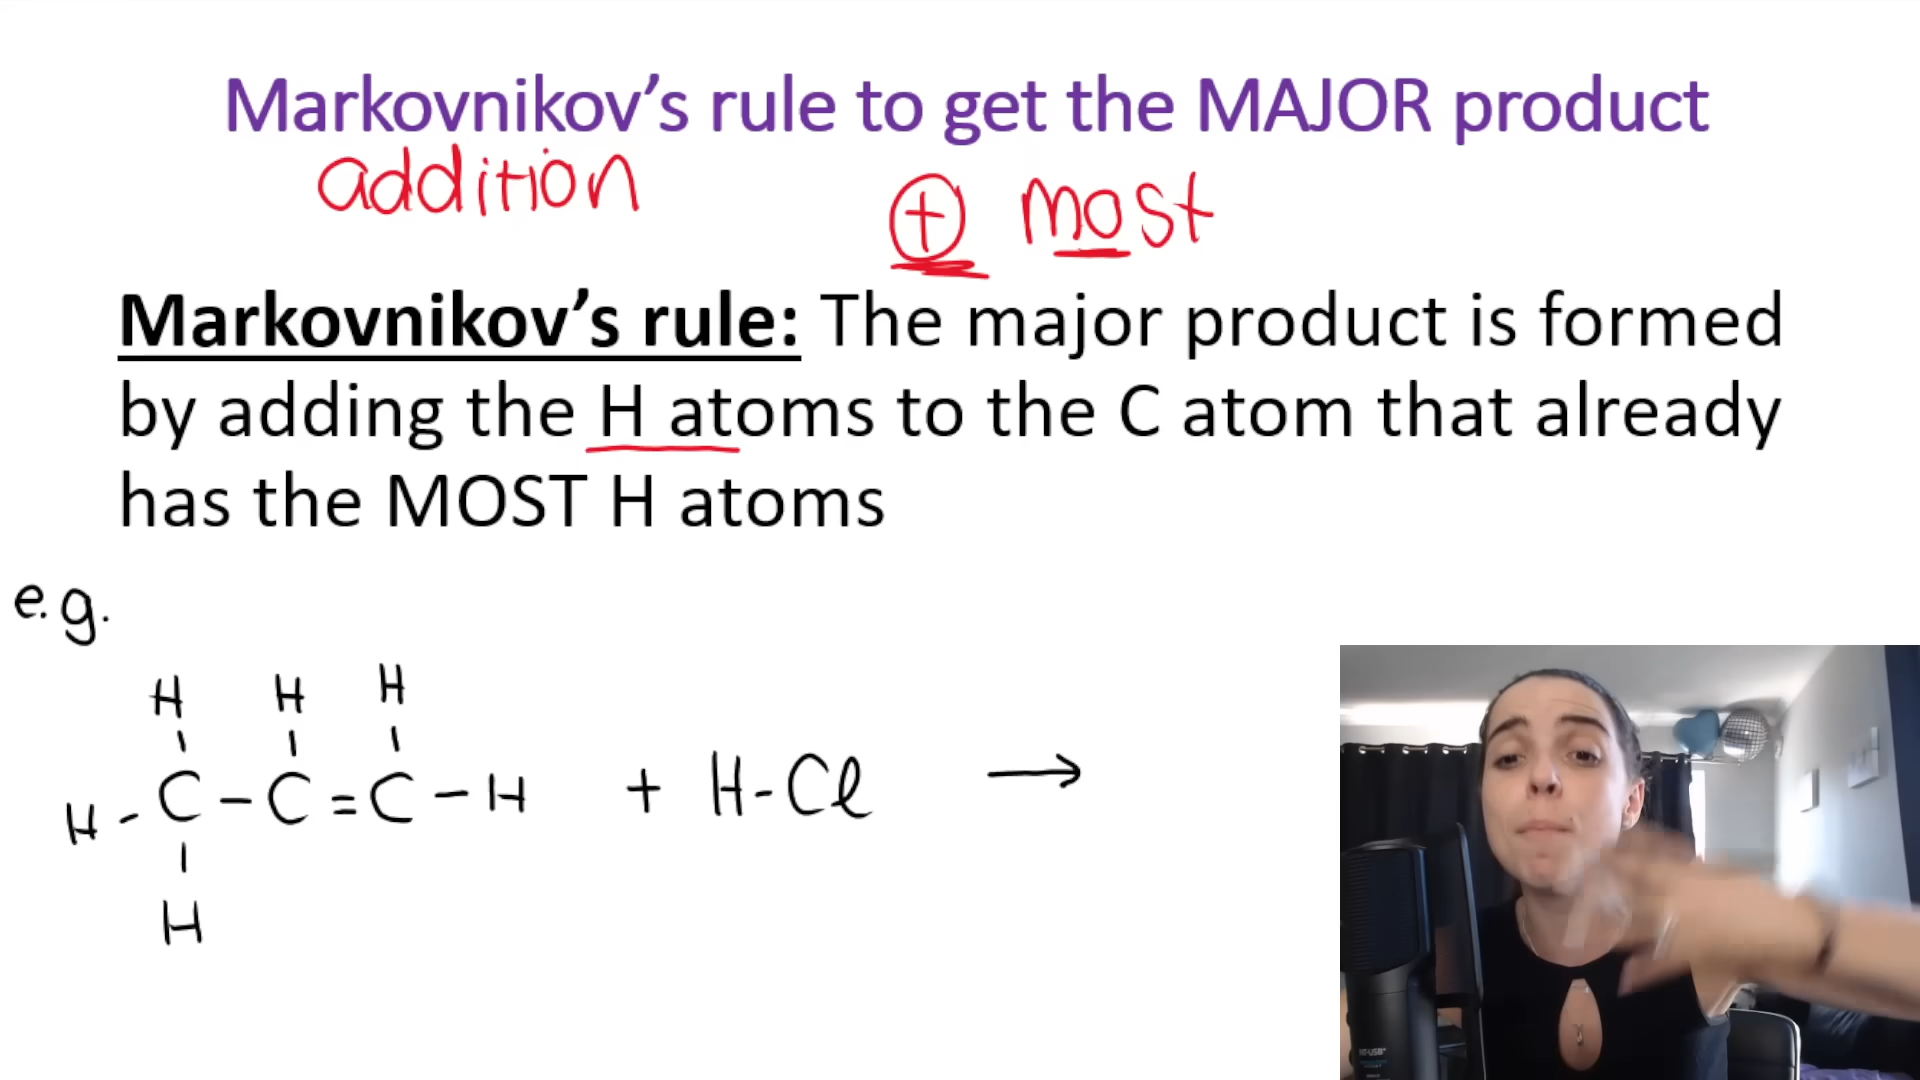 Markovnikov’s rule to get the MAJOR product
addition
+ most
Markovnikov’s rule: The major product is formed
by adding the H atoms to the C atom that already
has the MOST H atoms
e.g.
H H H
H - C - C = C - H + H-Cl →
H